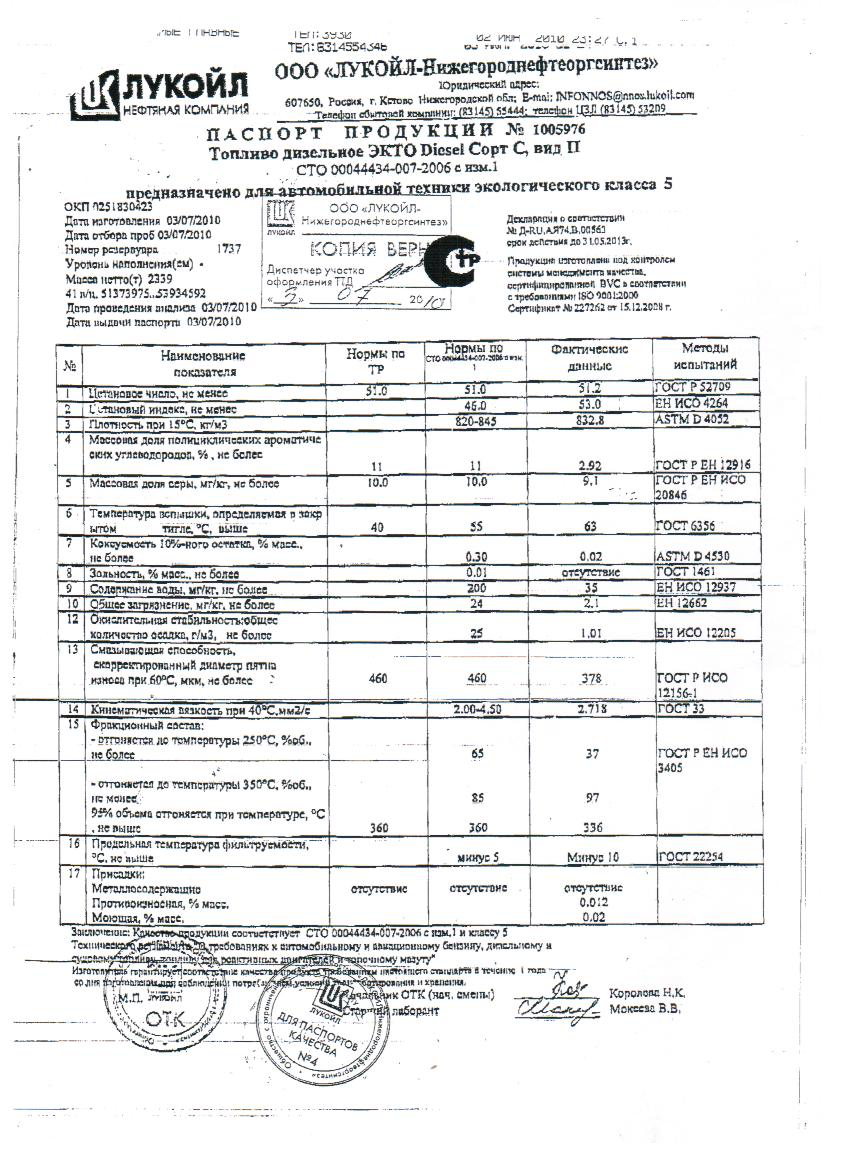 ТЕЛ: 3930
02 ИЮН 2010 23:27 С.1
ТЕЛ: 8314554346
ЛУКОЙЛ
НЕФТЯНАЯ КОМПАНИЯ
ООО «ЛУКОЙЛ-Нижегороднефтеоргсинтез»
Юридический адрес:
607650, Россия, г. Кстово Нижегородской обл; E-mai; INFONNOS@nnos.lukoil.com
Телефон сбытовой компании: (83145) 55444; телефон ЦЗЛ (83145) 53209
ПАСПОРТ ПРОДУКЦИИ № 1005976
Топливо дизельное ЭКТО Diesel Сорт С, вид П
СТО 00044434-007-2006 с изм.1
предназначено для автомобильной техники экологического класса 5
ОКП 0251830423
Дата изготовления 03/07/2010
Дата отбора проб 03/07/2010
Номер резервуара 1737
Уровень наполнения(см) -
Масса нетто(т) 2339
41 в/ц. 51373975..53934592
Дата проведения анализа 03/07/2010
Дата выдачи паспорта 03/07/2010
ЛУКОЙЛ
ООО «ЛУКОЙЛ-
Нижегороднефтеоргсинтез»
КОПИЯ ВЕРН
Диспетчер участка
оформления ТТД
« 2 » 07 2010
Декларация о соответствии
№ Д-RU.АЯ74.В.00563
срок действия до 31.05.2013г.
Продукция изготовлена под контролем
системы менеджмента качества,
сертифицированной BVC в соответствии
с требованиями ISO 9001:2000
Сертификат № 227262 от 15.12.2008 г.
№ Наименование показателя Нормы по ТР Нормы по СТО 00044434-007-2006 с изм. 1 Фактические данные Методы испытаний
1 Цетановое число, не менее 51.0 51.0 51.2 ГОСТ Р 52709
2 Цетановый индекс, не менее 46.0 53.0 ЕН ИСО 4264
3 Плотность при 15°С, кг/м3 820-845 832.8 ASTM D 4052
4 Массовая доля полициклических ароматиче
ских углеводородов, % , не более 11 11 2.92 ГОСТ Р ЕН 12916
5 Массовая доля серы, мг/кг, не более 10.0 10.0 9.1 ГОСТ Р ЕН ИСО
20846
6 Температура вспышки, определяемая в закр
ытом тигле, °С, выше 40 55 63 ГОСТ 6356
7 Коксуемость 10%-ного остатка, % масс.,
не более 0.30 0.02 ASTM D 4530
8 Зольность, % масс., не более 0.01 отсутствие ГОСТ 1461
9 Содержание воды, мг/кг, не более 200 35 ЕН ИСО 12937
10 Общее загрязнение, мг/кг, не более 24 2.1 ЕН 12662
12 Окислительная стабильность:общее
количество осадка, г/м3, не более 25 1.01 ЕН ИСО 12205
13 Смазывающая способность,
скорректированный диаметр пятна
износа при 60°С, мкм, не более 460 460 378 ГОСТ Р ИСО
12156-1
14 Кинематическая вязкость при 40°С,мм2/с 2.00-4.50 2.718 ГОСТ 33
15 Фракционный состав:
- отгоняется до температуры 250°С, %об.,
не более 65 37 ГОСТ Р ЕН ИСО
3405
- отгоняется до температуры 350°С, %об.,
не менее 85 97
95% объема отгоняется при температуре, °С
, не выше 360 360 336
16 Предельная температура фильтруемости,
°С, не выше минус 5 Минус 10 ГОСТ 22254
17 Присадки:
Металлосодержащие отсутствие отсутствие отсутствие
Противоизносная, % масс. 0.012
Моющая, % масс. 0.02
Заключение: Качество продукции соответствует СТО 00044434-007-2006 с изм.1 и классу 5
Технического регламента "О требованиях к автомобильному и авиационному бензину, дизельному и
судовому топливу, топливу для реактивных двигателей и топочному мазуту"
Изготовитель гарантирует соответствие качества продукта требованиям настоящего стандарта в течение 1 года
со дня изготовления при соблюдении условий транспортирования и хранения.
Начальник ОТК (нач. смены) Королова Н.К.
Старший лаборант Мокеева В.В.
М.П.
ЛУКОЙЛ
ОТК
ЛУКОЙЛ
ДЛЯ ПАСПОРТОВ
КАЧЕСТВА
№4